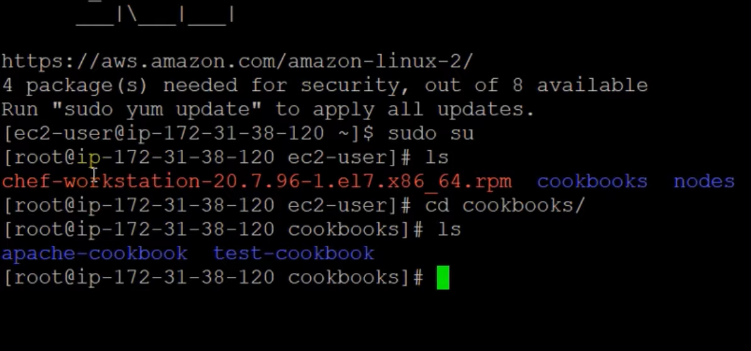 ___|\___|___|
https://aws.amazon.com/amazon-linux-2/
4 package(s) needed for security, out of 8 available
Run "sudo yum update" to apply all updates.
[ec2-user@ip-172-31-38-120 ~]$ sudo su
[root@ip-172-31-38-120 ec2-user]# ls
chef-workstation-20.7.96-1.el7.x86_64.rpm  cookbooks  nodes
[root@ip-172-31-38-120 ec2-user]# cd cookbooks/
[root@ip-172-31-38-120 cookbooks]# ls
apache-cookbook  test-cookbook
[root@ip-172-31-38-120 cookbooks]#